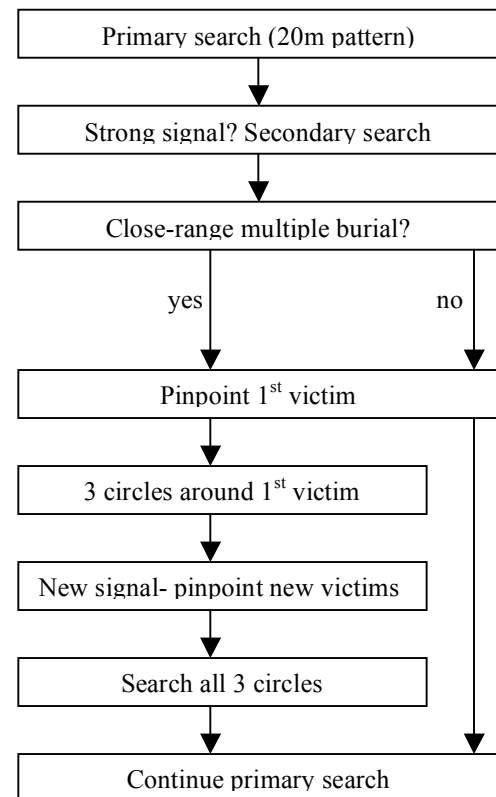 Primary search (20m pattern)
Strong signal? Secondary search
Close-range multiple burial?
yes
no
Pinpoint 1st victim
3 circles around 1st victim
New signal- pinpoint new victims
Search all 3 circles
Continue primary search